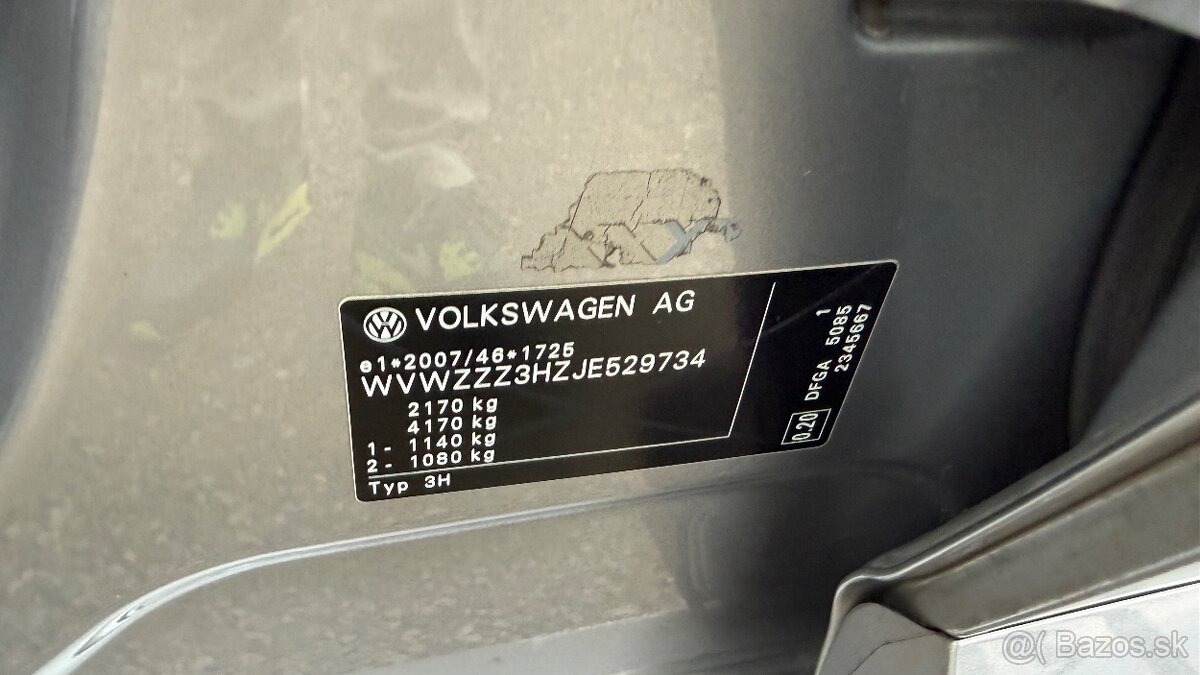 VOLKSWAGEN AG
e1*2007/46*1725
WVWZZZ3HZJE529734
2170 kg
4170 kg
1 - 1140 kg
2 - 1080 kg
Typ 3H
1
0.20 DFGA 5085
2345667
@( Bazos.sk